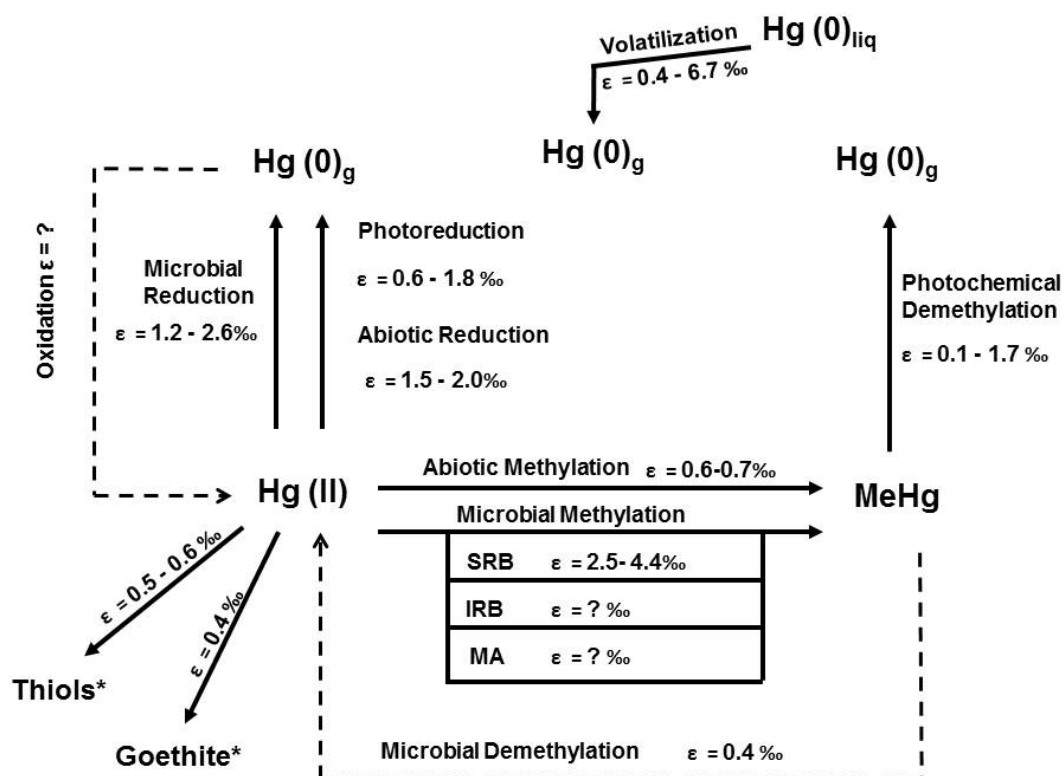 Hg (0)liq
Volatilization
ε = 0.4 - 6.7 ‰
Hg (0)g
Hg (0)g
Hg (0)g
Oxidation ε = ?
Microbial
Reduction
ε = 1.2 - 2.6‰
Photoreduction
ε = 0.6 - 1.8 ‰
Abiotic Reduction
ε = 1.5 - 2.0‰
Photochemical
Demethylation
ε = 0.1 - 1.7 ‰
Hg (II)
Abiotic Methylation ε = 0.6-0.7‰
MeHg
Microbial Methylation
SRB ε = 2.5- 4.4‰
IRB ε = ? ‰
MA ε = ? ‰
ε = 0.5 - 0.6 ‰
ε = 0.4 ‰
Thiols*
Goethite*
Microbial Demethylation ε = 0.4 ‰